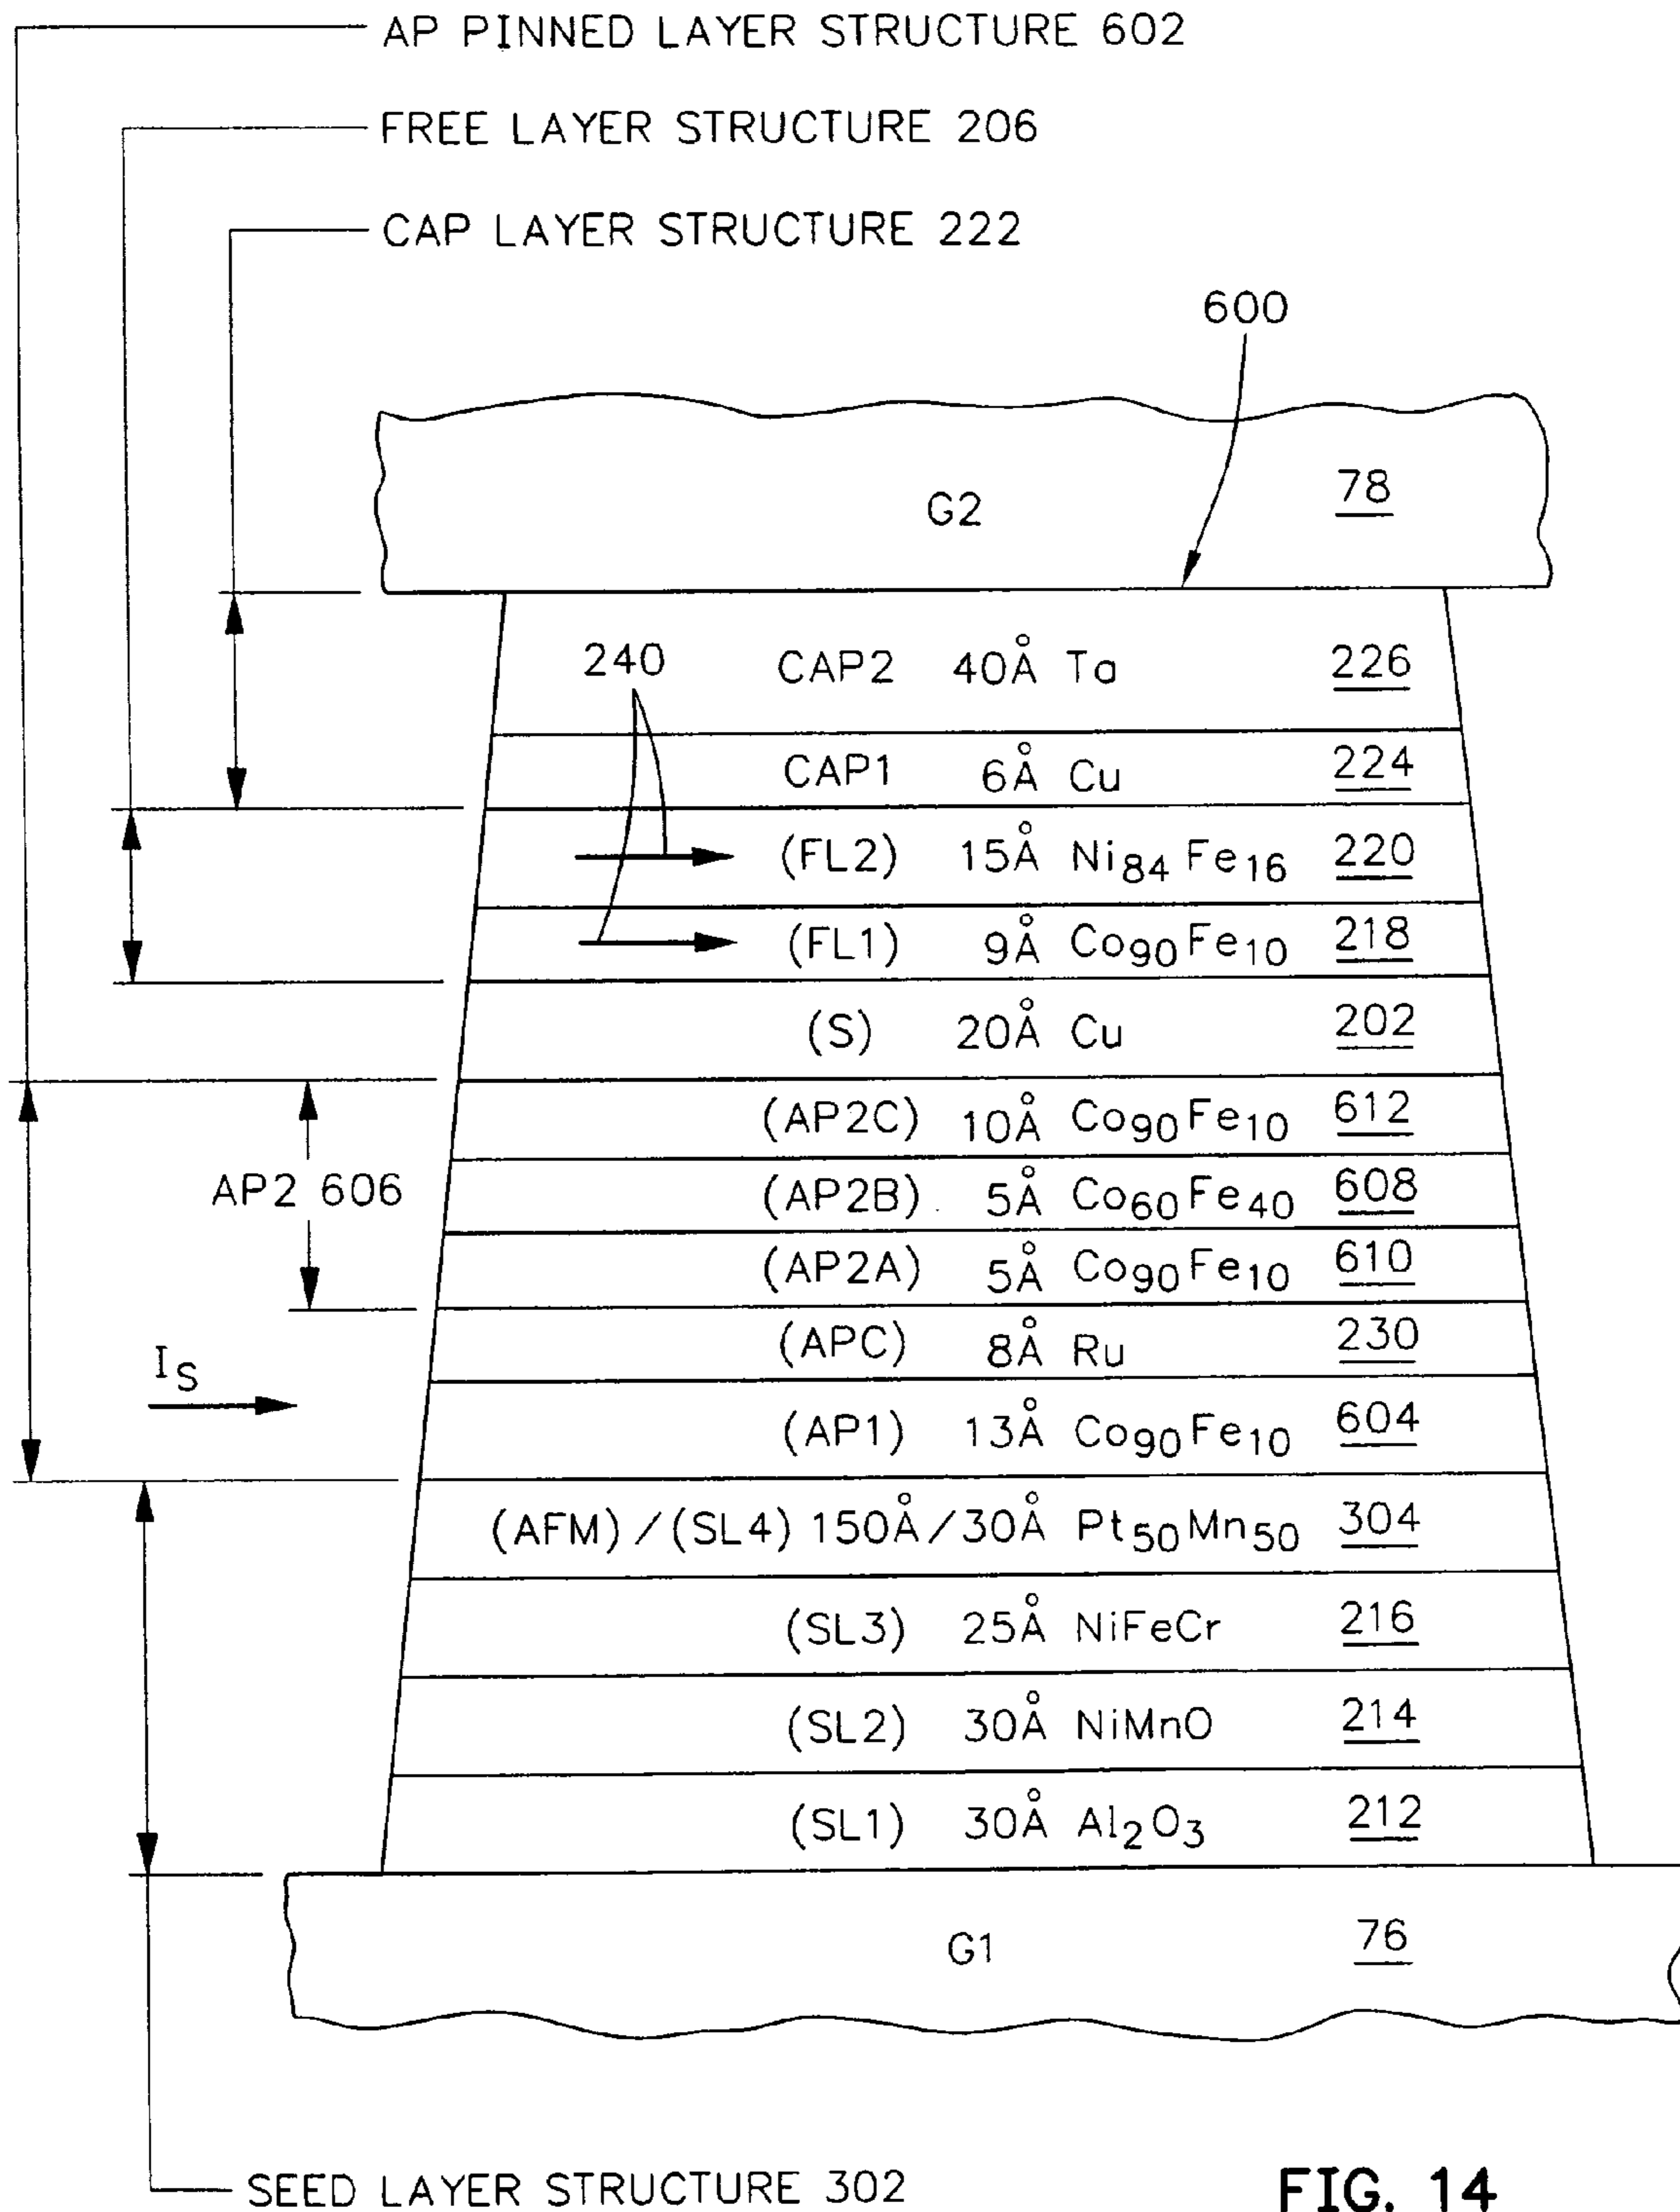 AP PINNED LAYER STRUCTURE 602
FREE LAYER STRUCTURE 206
CAP LAYER STRUCTURE 222
600
G2 78
240 CAP2 40Å Ta 226
CAP1 6Å Cu 224
(FL2) 15Å Ni84Fe16 220
(FL1) 9Å Co90Fe10 218
(S) 20Å Cu 202
(AP2C) 10Å Co90Fe10 612
AP2 606 (AP2B) 5Å Co60Fe40 608
(AP2A) 5Å Co90Fe10 610
(APC) 8Å Ru 230
IS (AP1) 13Å Co90Fe10 604
(AFM)/(SL4) 150Å/30Å Pt50Mn50 304
(SL3) 25Å NiFeCr 216
(SL2) 30Å NiMnO 214
(SL1) 30Å Al2O3 212
G1 76
SEED LAYER STRUCTURE 302
FIG. 14